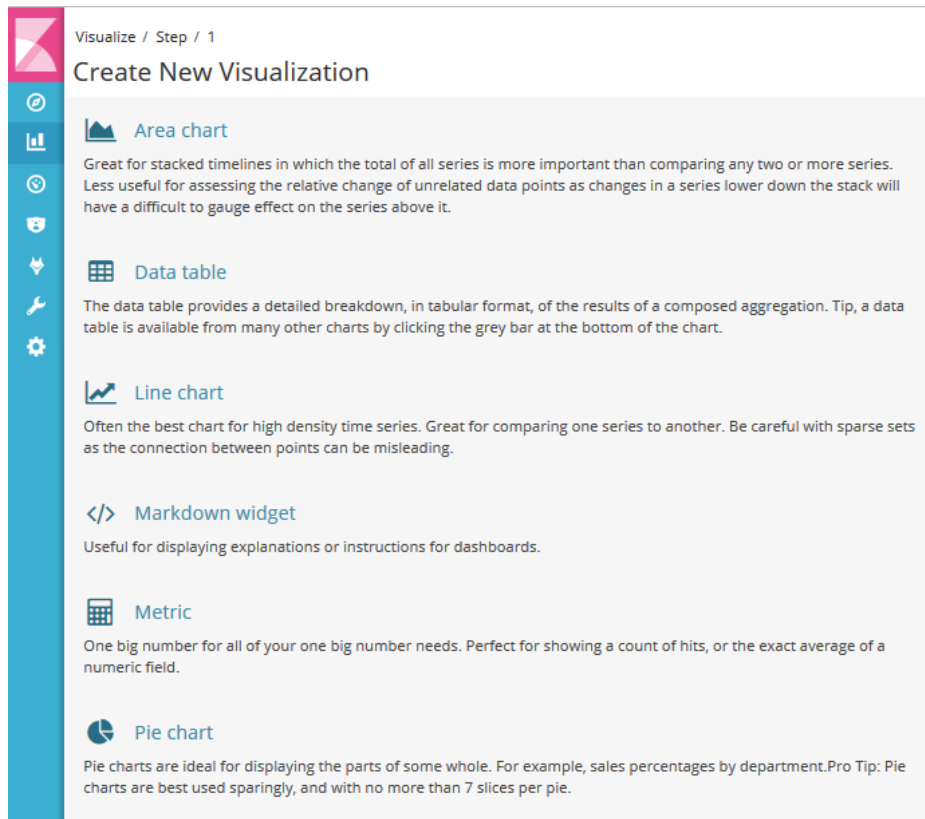 Visualize / Step / 1
Create New Visualization
Area chart
Great for stacked timelines in which the total of all series is more important than comparing any two or more series.
Less useful for assessing the relative change of unrelated data points as changes in a series lower down the stack will
have a difficult to gauge effect on the series above it.
Data table
The data table provides a detailed breakdown, in tabular format, of the results of a composed aggregation. Tip, a data
table is available from many other charts by clicking the grey bar at the bottom of the chart.
Line chart
Often the best chart for high density time series. Great for comparing one series to another. Be careful with sparse sets
as the connection between points can be misleading.
Markdown widget
Useful for displaying explanations or instructions for dashboards.
Metric
One big number for all of your one big number needs. Perfect for showing a count of hits, or the exact average of a
numeric field.
Pie chart
Pie charts are ideal for displaying the parts of some whole. For example, sales percentages by department.Pro Tip: Pie
charts are best used sparingly, and with no more than 7 slices per pie.